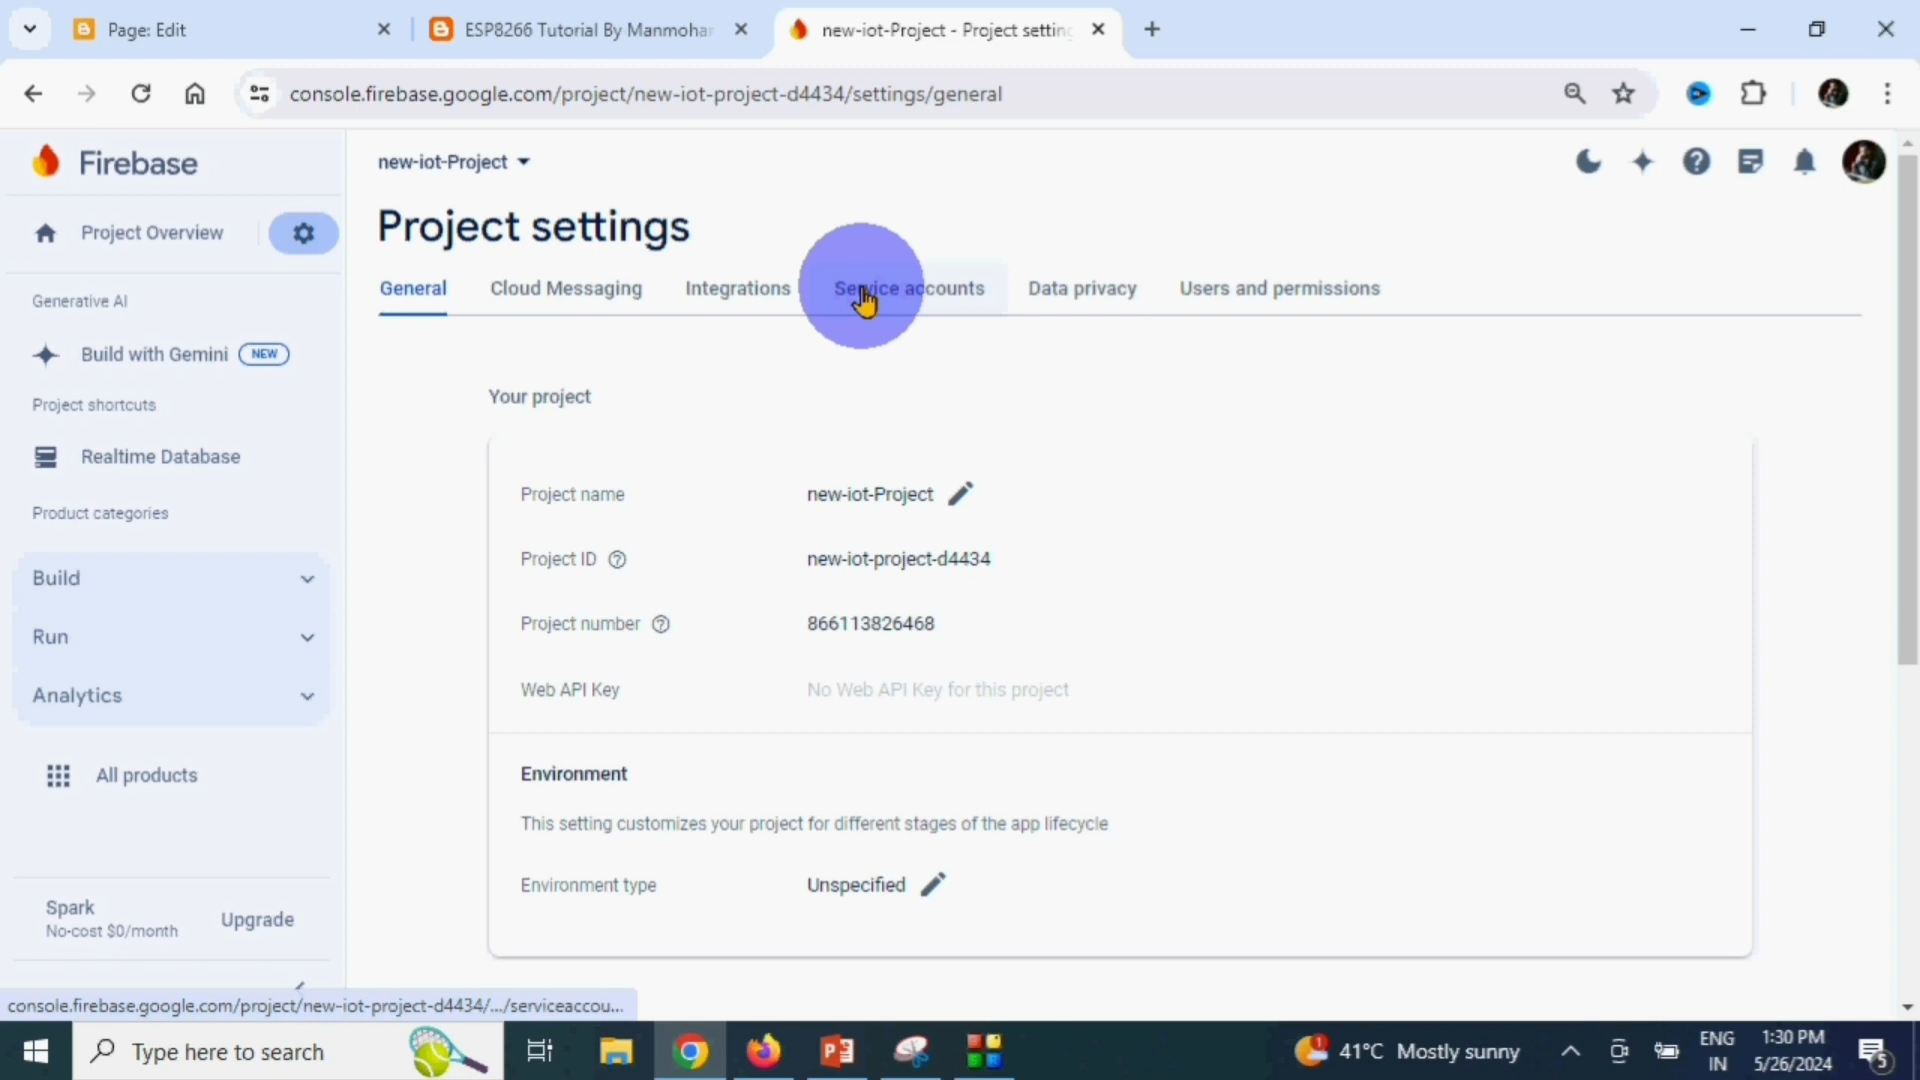 Page: Edit
ESP8266 Tutorial By Manmohar
new-iot-Project - Project setting
console.firebase.google.com/project/new-iot-project-d4434/settings/general
Firebase
new-iot-Project
Project Overview
Project settings
General Cloud Messaging Integrations Service accounts Data privacy Users and permissions
Generative AI
Build with Gemini NEW
Project shortcuts
Realtime Database
Product categories
Build
Run
Analytics
All products
Spark
No-cost $0/month
Upgrade
Your project
Project name new-iot-Project
Project ID new-iot-project-d4434
Project number 866113826468
Web API Key No Web API Key for this project
Environment
This setting customizes your project for different stages of the app lifecycle
Environment type Unspecified
console.firebase.google.com/project/new-iot-project-d4434/.../serviceaccou...
Type here to search
1
41°C Mostly sunny
ENG
IN
1:30 PM
5/26/2024
5